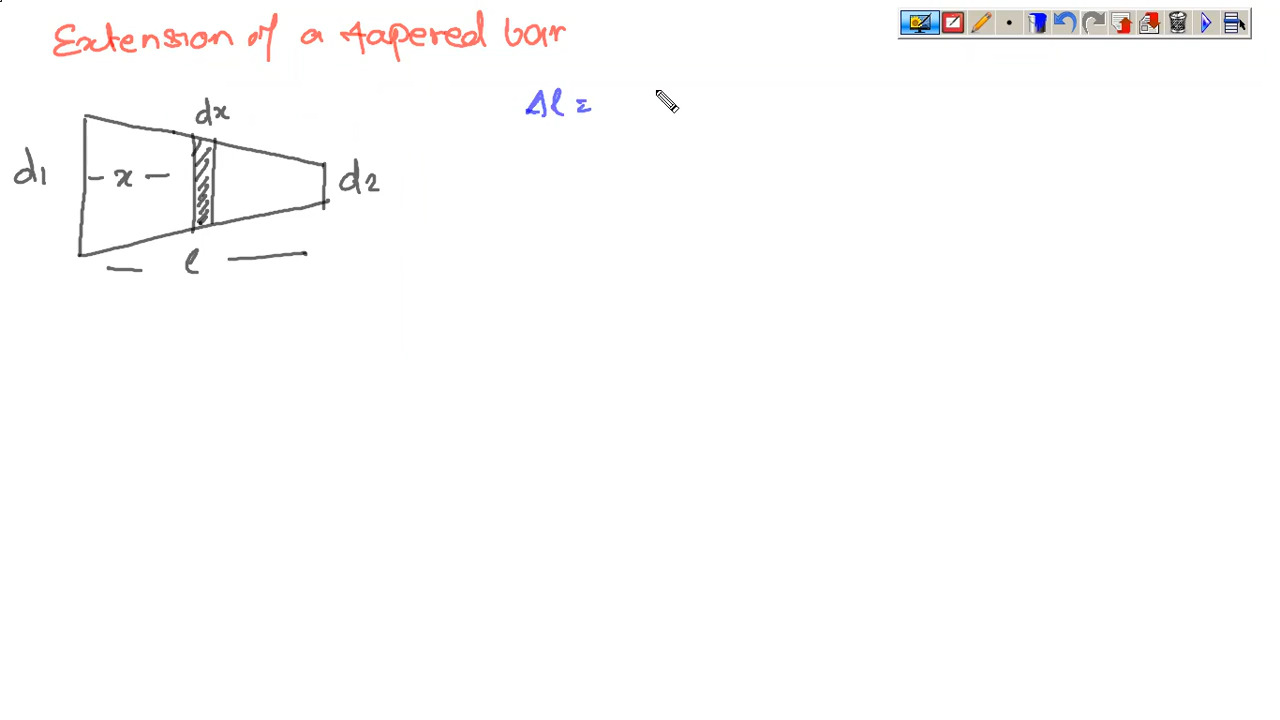 Extension of a tapered bar
Δl =
dx
d1
- x -
d2
l